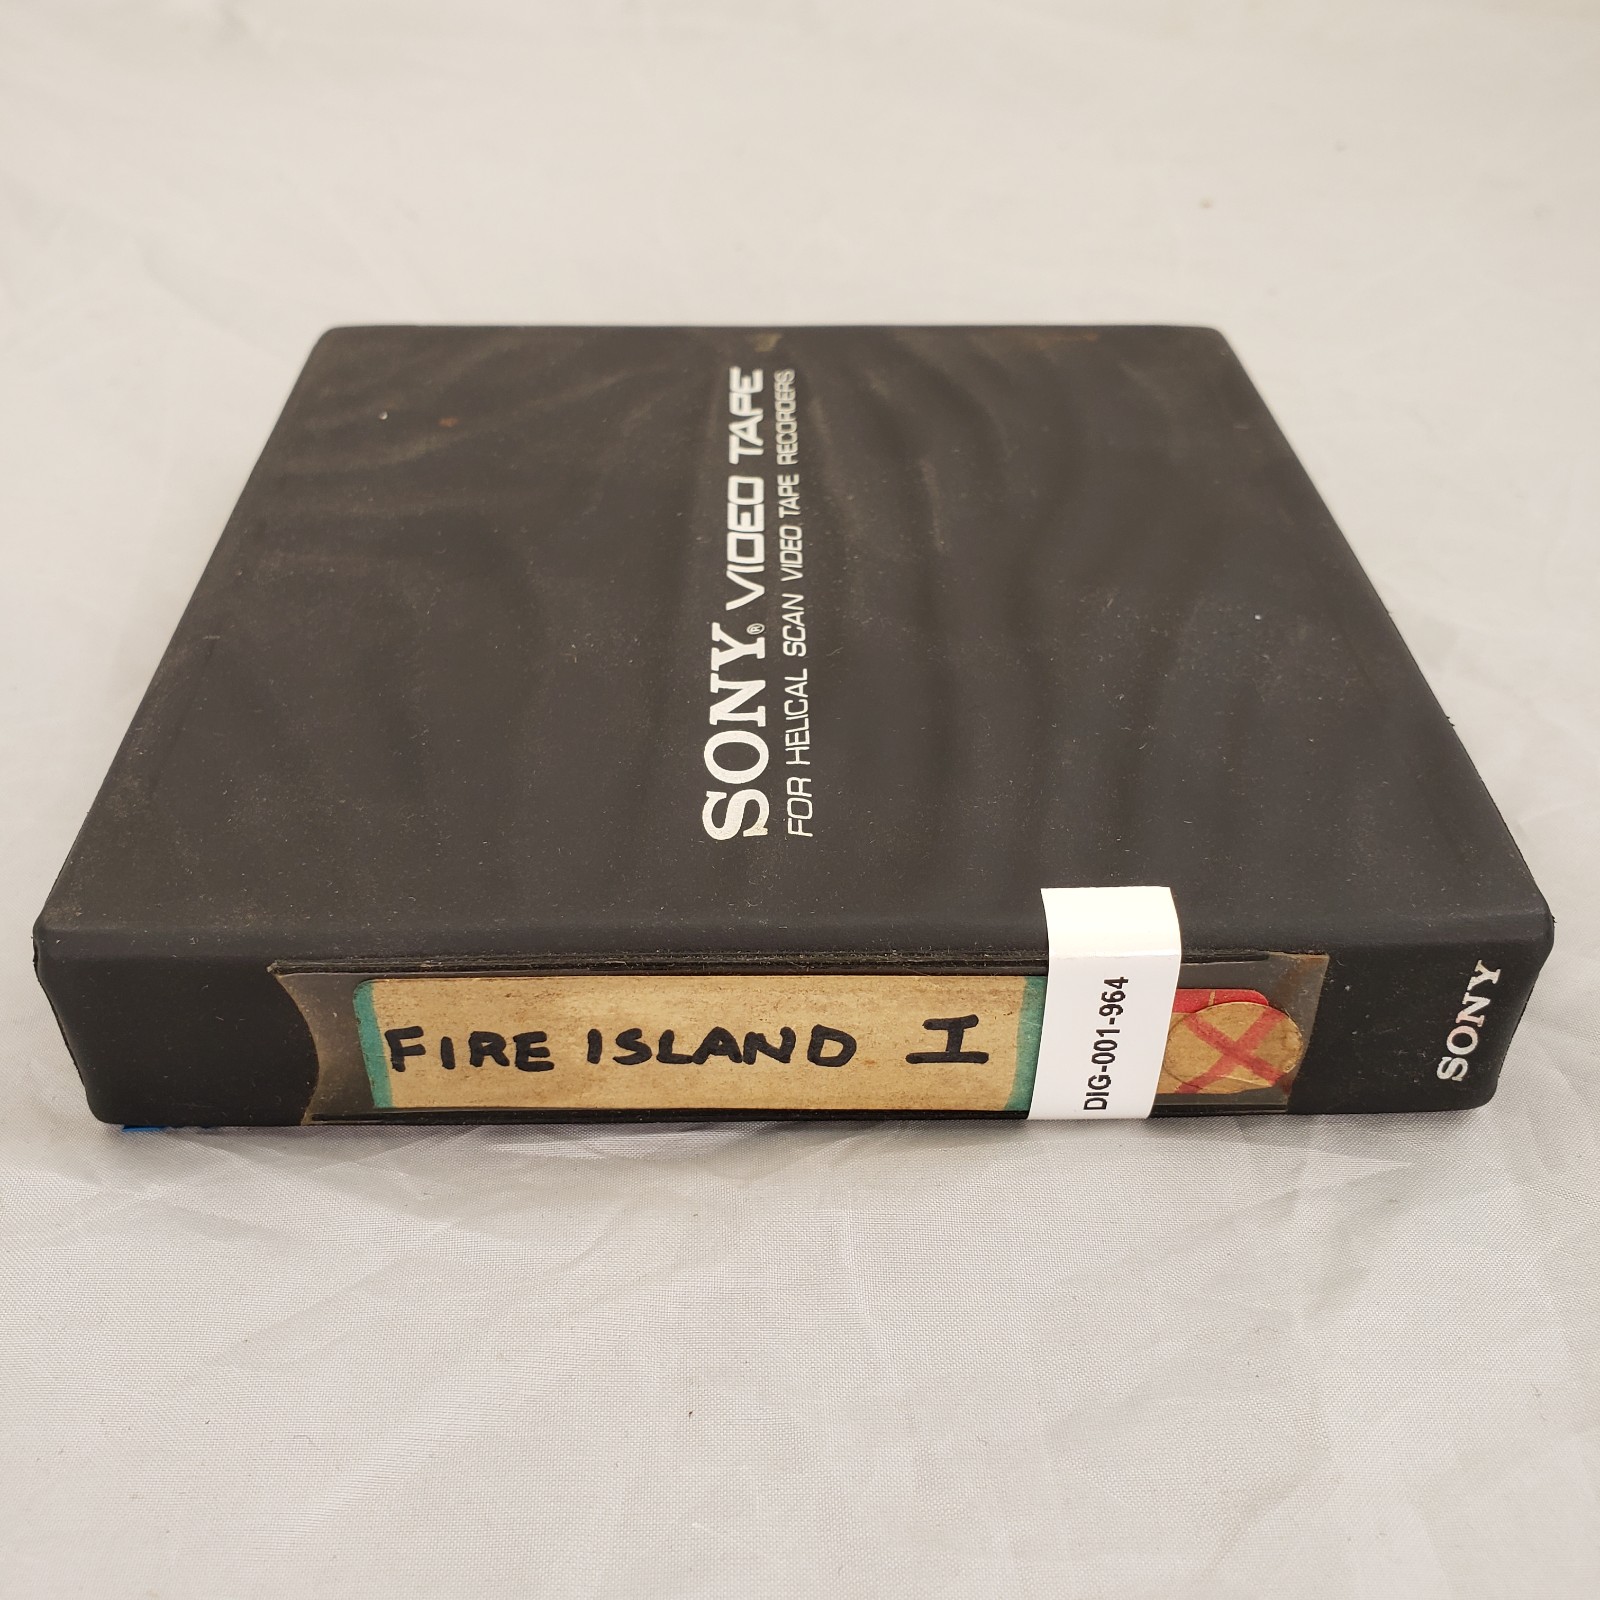 SONY® VIDEO TAPE
FOR HELICAL SCAN VIDEO TAPE RECORDERS
FIRE ISLAND I
DIG-001-964
X
SONY